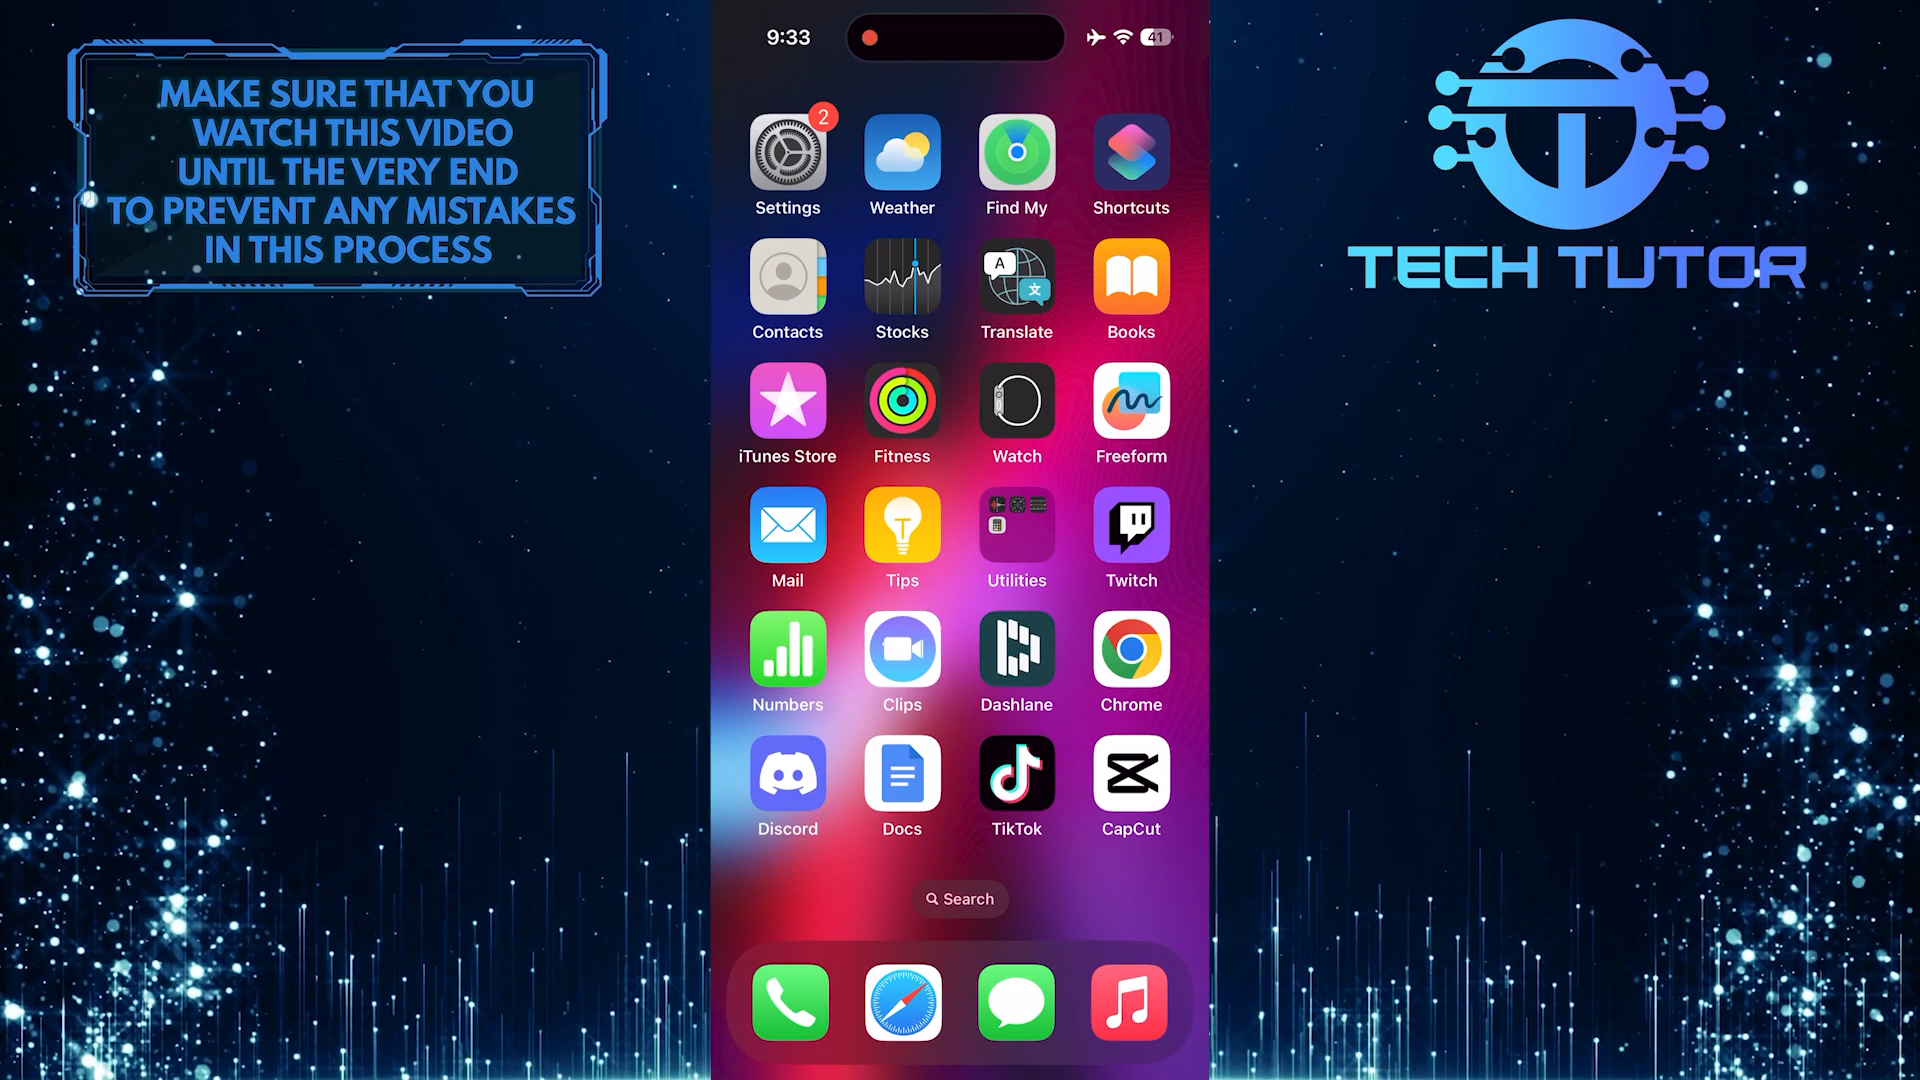 MAKE SURE THAT YOU
WATCH THIS VIDEO
UNTIL THE VERY END
TO PREVENT ANY MISTAKES
IN THIS PROCESS
9:33
41
TECH TUTOR
2
Settings Weather Find My Shortcuts
A
文
Contacts Stocks Translate Books
iTunes Store Fitness Watch Freeform
Mail Tips Utilities Twitch
Numbers Clips Dashlane Chrome
Discord Docs TikTok CapCut
Search